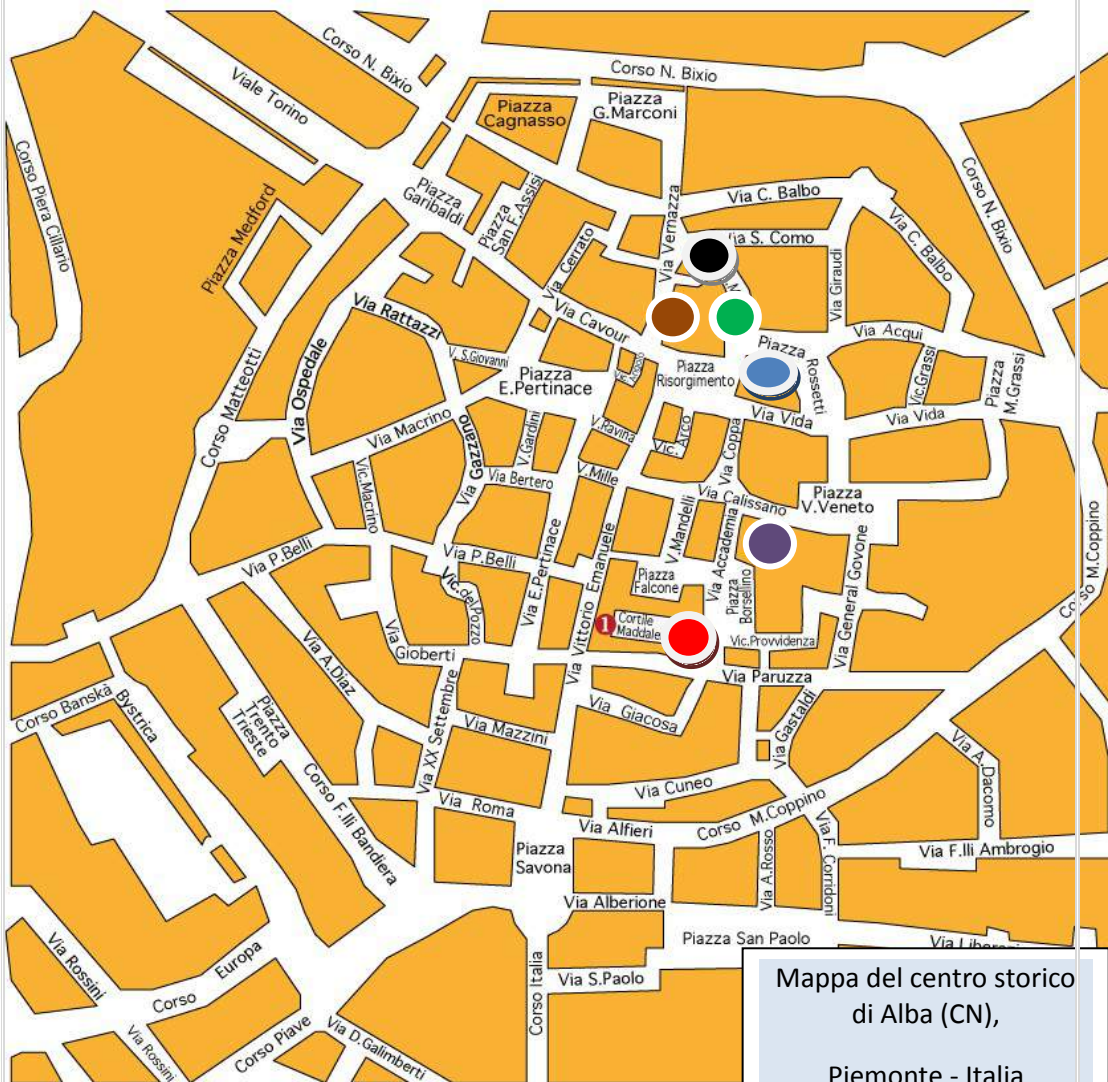 Corso N. Bixio
Corso N. Bixio
Viale Torino
Piazza
Cagnasso
Piazza
G.Marconi
Corso Piera Cillario
Piazza Medford
Piazza
Garibaldi
Piazza
San F.Assisi
Via Cerrato
Via Vernazza
Via C. Balbo
Corso N. Bixio
Via C. Balbo
Via S. Como
Via Giraudi
Via Rattazzi
Via Cavour
V. S.Giovanni
Piazza
E.Pertinace
Piazza
Risorgimento
Piazza
Rossetti
Via Acqui
Vic.Grassi
Piazza
M.Grassi
Corso Matteotti
Via Ospedale
Via Macrino
Via Gazzano
V.Gardini
V.Ravina
Vic. Arco
Via Coppa
Via Vida
Via Vida
Vic.Macrino
Via Bertero
V.Mille
Via Calissano
Piazza
V.Veneto
V.Mandelli
Via Accademia
Via P.Belli
Via P.Belli
Via E.Pertinace
Via Vittorio Emanuele
Piazza
Falcone
Piazza
Borsellino
Via General Govone
Corso M.Coppino
Vic.del Pozzo
1
Cortile
Vic.Provvidenza
Via
Gioberti
Via Paruzza
Via A.Diaz
Corso Banskà
Bystrica
Piazza
Trento
Trieste
Via XX Settembre
Via Mazzini
Via Giacosa
Via Gastaldi
Via A.Dacomo
Corso F.lli Bandiera
Via Roma
Via Cuneo
Via Alfieri
Corso M.Coppino
Piazza
Savona
Via A.Rosso
Via F. Corridoni
Via F.lli Ambrogio
Via Alberione
Piazza San Paolo
Via Rossini
Corso Europa
Corso Italia
Via S.Paolo
Via Rossini
Corso Piave
Via D.Galimberti
Mappa del centro storico
di Alba (CN),
Piemonte - Italia